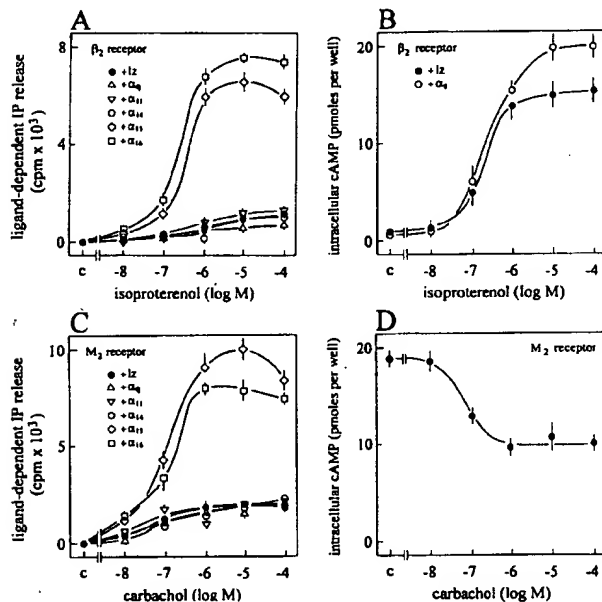 A
β2 receptor
+lz
+αq
+α11
+α14
+α15
+α16
ligand-dependent IP release
(cpm × 10³)
8
4
0
c -8 -7 -6 -5 -4
isoproterenol (log M)
B
β2 receptor
+lz
intracellular cAMP (pmoles per well)
20
10
0
c -8 -7 -6 -5 -4
isoproterenol (log M)
C
M2 receptor
+lz
+αq
+α11
+α14
+α15
+α16
ligand-dependent IP release
(cpm × 10³)
10
5
0
c -8 -7 -6 -5 -4
carbachol (log M)
D
M2 receptor
intracellular cAMP (pmoles per well)
20
10
0
c -8 -7 -6 -5 -4
carbachol (log M)